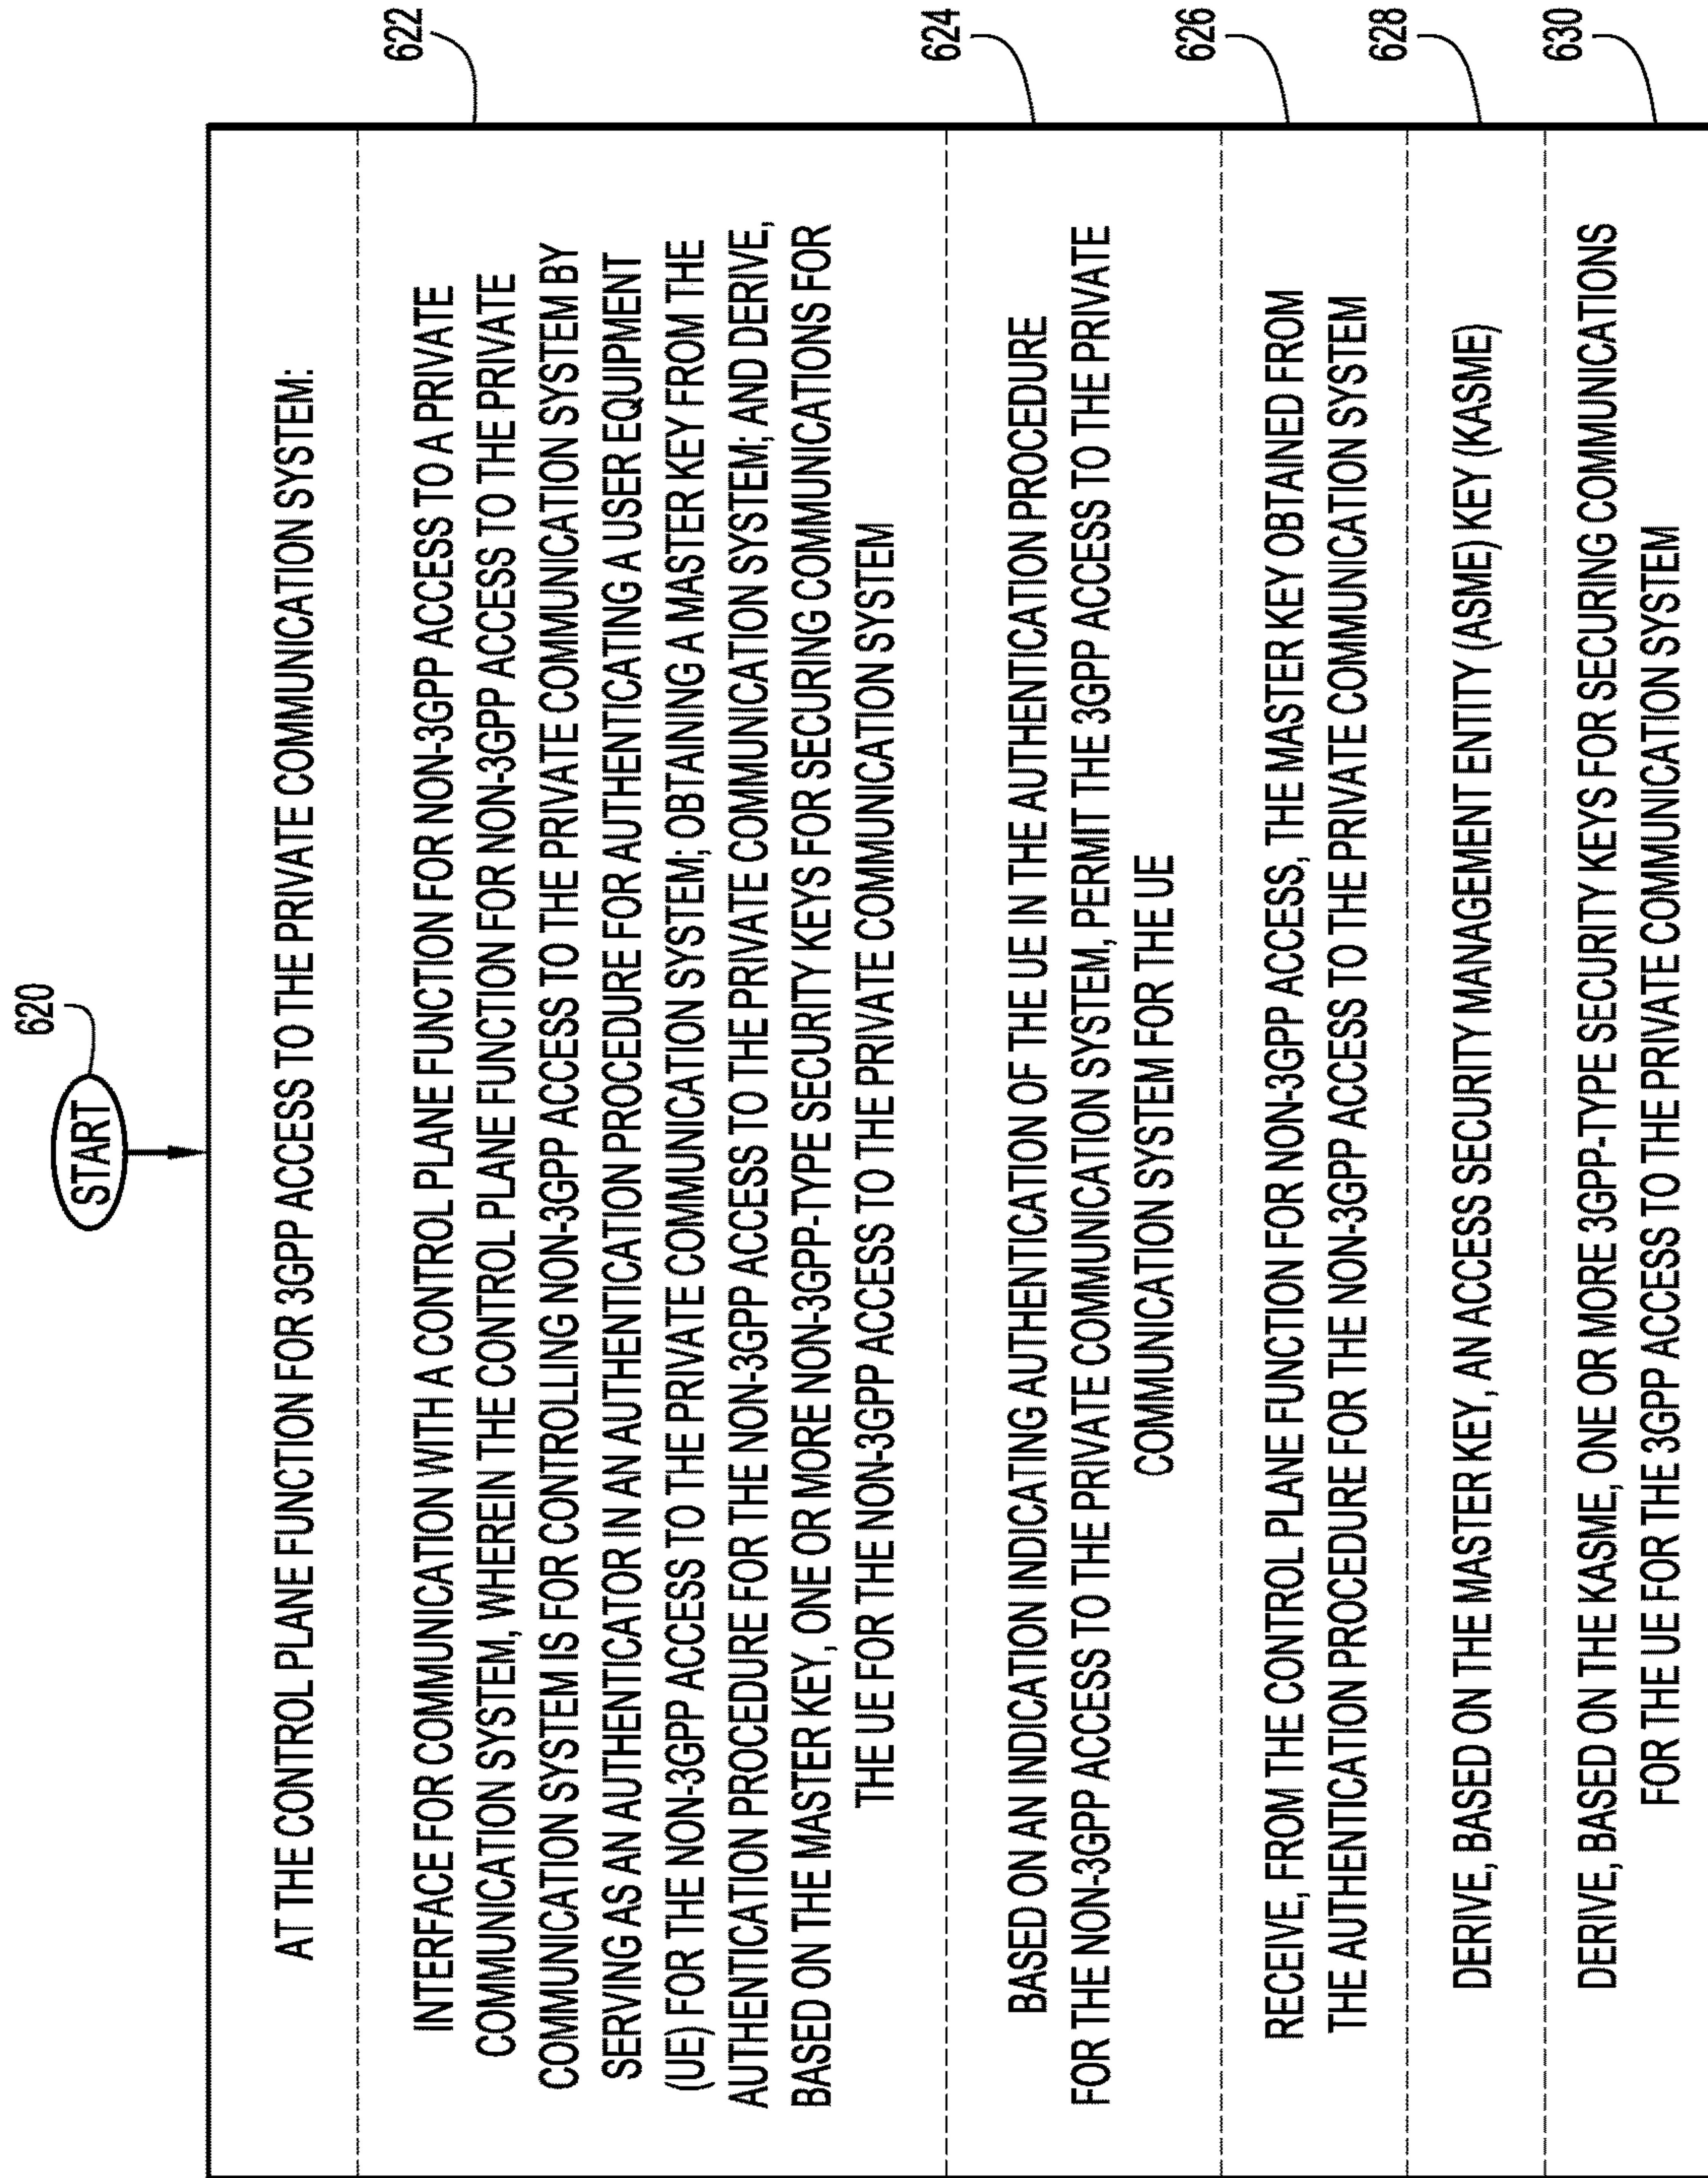 620
START
AT THE CONTROL PLANE FUNCTION FOR 3GPP ACCESS TO THE PRIVATE COMMUNICATION SYSTEM:
622
INTERFACE FOR COMMUNICATION WITH A CONTROL PLANE FUNCTION FOR NON-3GPP ACCESS TO A PRIVATE
COMMUNICATION SYSTEM, WHEREIN THE CONTROL PLANE FUNCTION FOR NON-3GPP ACCESS TO THE PRIVATE
COMMUNICATION SYSTEM IS FOR CONTROLLING NON-3GPP ACCESS TO THE PRIVATE COMMUNICATION SYSTEM BY
SERVING AS AN AUTHENTICATOR IN AN AUTHENTICATION PROCEDURE FOR AUTHENTICATING A USER EQUIPMENT
(UE) FOR THE NON-3GPP ACCESS TO THE PRIVATE COMMUNICATION SYSTEM; OBTAINING A MASTER KEY FROM THE
AUTHENTICATION PROCEDURE FOR THE NON-3GPP ACCESS TO THE PRIVATE COMMUNICATION SYSTEM; AND DERIVE,
BASED ON THE MASTER KEY, ONE OR MORE NON-3GPP-TYPE SECURITY KEYS FOR SECURING COMMUNICATIONS FOR
THE UE FOR THE NON-3GPP ACCESS TO THE PRIVATE COMMUNICATION SYSTEM
624
BASED ON AN INDICATION INDICATING AUTHENTICATION OF THE UE IN THE AUTHENTICATION PROCEDURE
FOR THE NON-3GPP ACCESS TO THE PRIVATE COMMUNICATION SYSTEM, PERMIT THE 3GPP ACCESS TO THE PRIVATE
COMMUNICATION SYSTEM FOR THE UE
626
RECEIVE, FROM THE CONTROL PLANE FUNCTION FOR NON-3GPP ACCESS, THE MASTER KEY OBTAINED FROM
THE AUTHENTICATION PROCEDURE FOR THE NON-3GPP ACCESS TO THE PRIVATE COMMUNICATION SYSTEM
628
DERIVE, BASED ON THE MASTER KEY, AN ACCESS SECURITY MANAGEMENT ENTITY (ASME) KEY (KASME)
630
DERIVE, BASED ON THE KASME, ONE OR MORE 3GPP-TYPE SECURITY KEYS FOR SECURING COMMUNICATIONS
FOR THE UE FOR THE 3GPP ACCESS TO THE PRIVATE COMMUNICATION SYSTEM